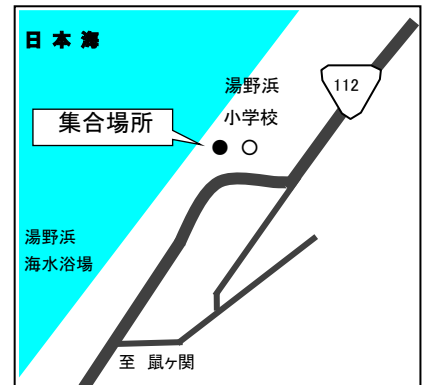 日本海
112
湯野浜
小学校
集合場所
湯野浜
海水浴場
至 鼠ヶ関